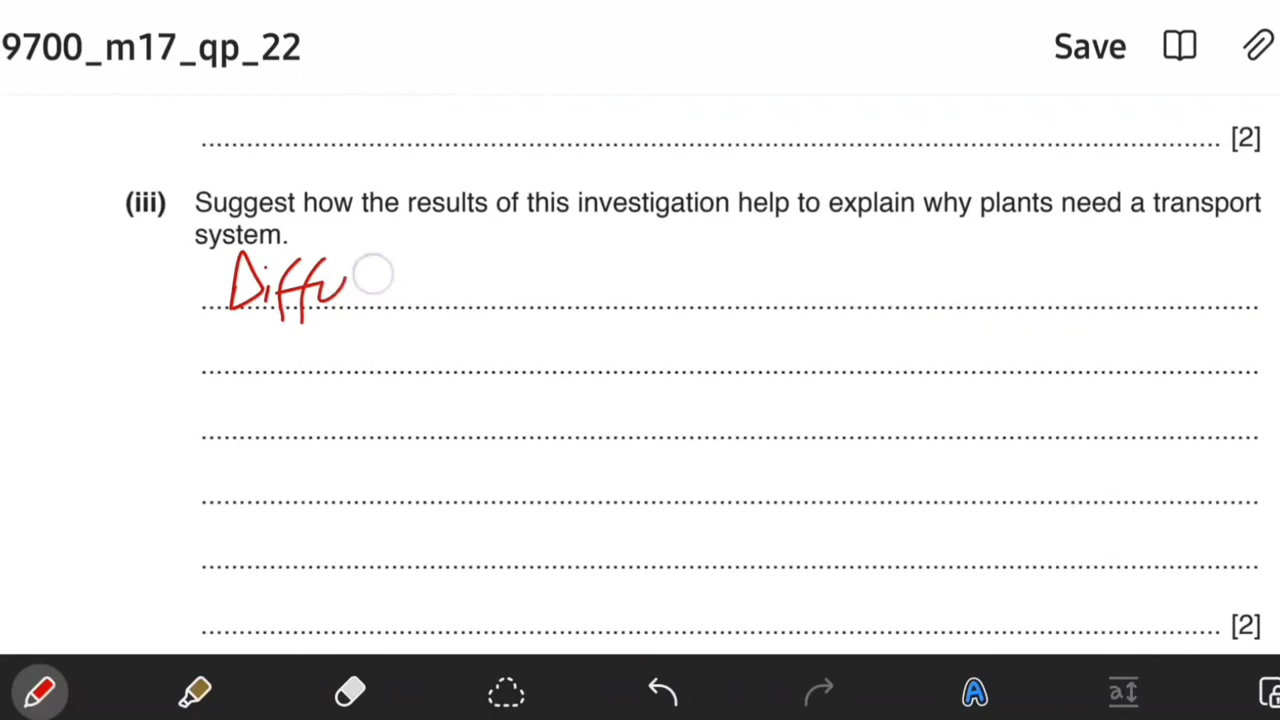 9700_m17_qp_22 Save
[2]
(iii) Suggest how the results of this investigation help to explain why plants need a transport
system.
Diffu
[2]
A a